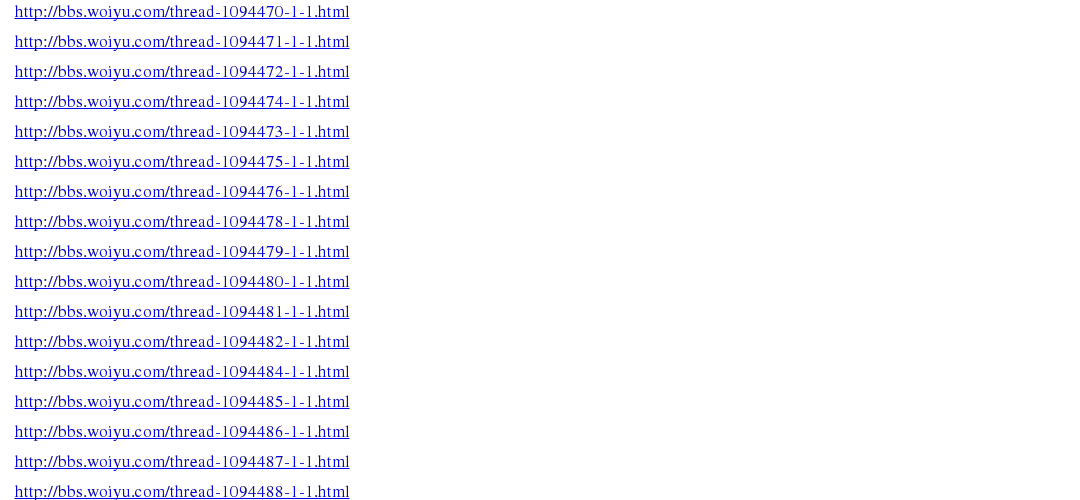 http://bbs.woiyu.com/thread-1094470-1-1.html
http://bbs.woiyu.com/thread-1094471-1-1.html
http://bbs.woiyu.com/thread-1094472-1-1.html
http://bbs.woiyu.com/thread-1094474-1-1.html
http://bbs.woiyu.com/thread-1094473-1-1.html
http://bbs.woiyu.com/thread-1094475-1-1.html
http://bbs.woiyu.com/thread-1094476-1-1.html
http://bbs.woiyu.com/thread-1094478-1-1.html
http://bbs.woiyu.com/thread-1094479-1-1.html
http://bbs.woiyu.com/thread-1094480-1-1.html
http://bbs.woiyu.com/thread-1094481-1-1.html
http://bbs.woiyu.com/thread-1094482-1-1.html
http://bbs.woiyu.com/thread-1094484-1-1.html
http://bbs.woiyu.com/thread-1094485-1-1.html
http://bbs.woiyu.com/thread-1094486-1-1.html
http://bbs.woiyu.com/thread-1094487-1-1.html
http://bbs.woiyu.com/thread-1094488-1-1.html